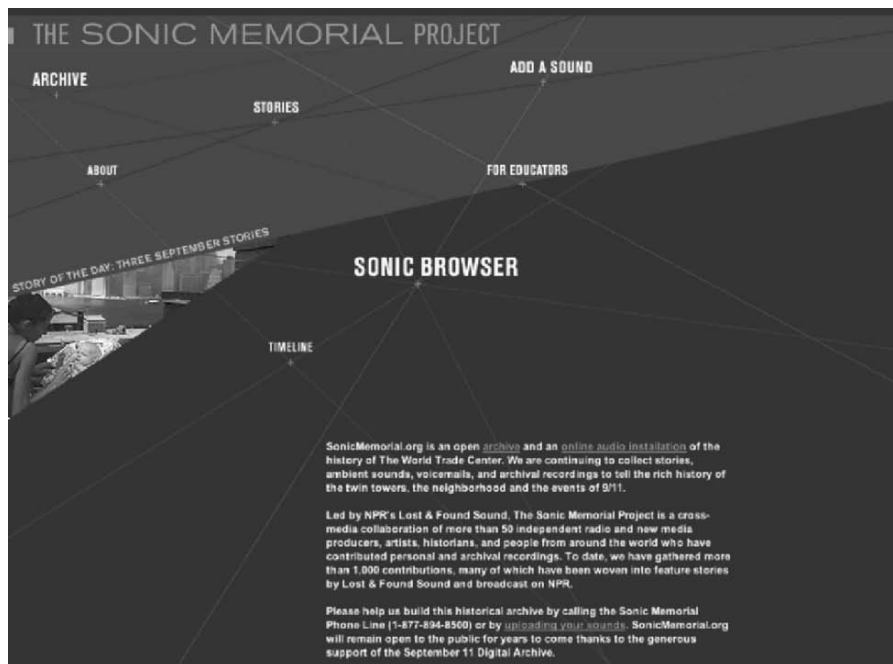 THE SONIC MEMORIAL PROJECT
ADD A SOUND
ARCHIVE
STORIES
ABOUT
FOR EDUCATORS
STORY OF THE DAY: THREE SEPTEMBER STORIES
SONIC BROWSER
TIMELINE
SonicMemorial.org is an open archive and an online audio installation of the
history of The World Trade Center. We are continuing to collect stories,
ambient sounds, voicemails, and archival recordings to tell the rich history of
the twin towers, the neighborhood and the events of 9/11.
Led by NPR's Lost & Found Sound, The Sonic Memorial Project is a cross-
media collaboration of more than 50 independent radio and new media
producers, artists, historians, and people from around the world who have
contributed personal and archival recordings. To date, we have gathered more
than 1,000 contributions, many of which have been woven into feature stories
by Lost & Found Sound and broadcast on NPR.
Please help us build this historical archive by calling the Sonic Memorial
Phone Line (1-877-894-8500) or by uploading your sounds. SonicMemorial.org
will remain open to the public for years to come thanks to the generous
support of the September 11 Digital Archive.